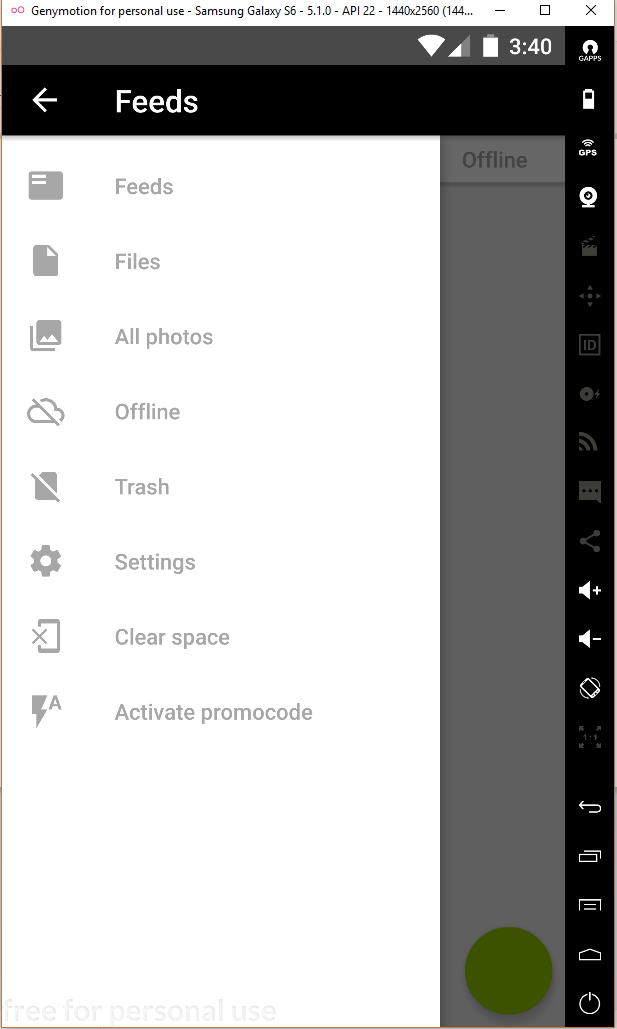 Genymotion for personal use - Samsung Galaxy S6 - 5.1.0 - API 22 - 1440x2560 (144...
3:40
GAPPS
Feeds
GPS
Offline
Feeds
Files
All photos
ID
Offline
Trash
Settings
Clear space
Activate promocode
A
1:1
free for personal use